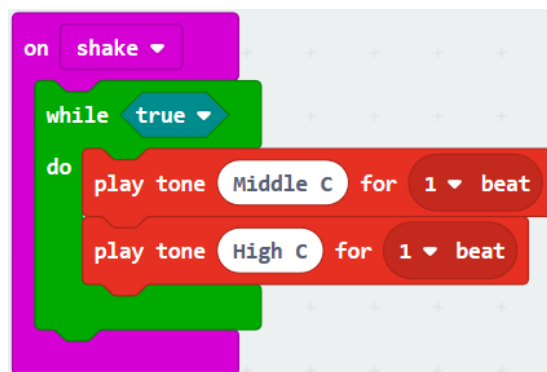 on shake
while true
do
play tone Middle C for 1 beat
play tone High C for 1 beat